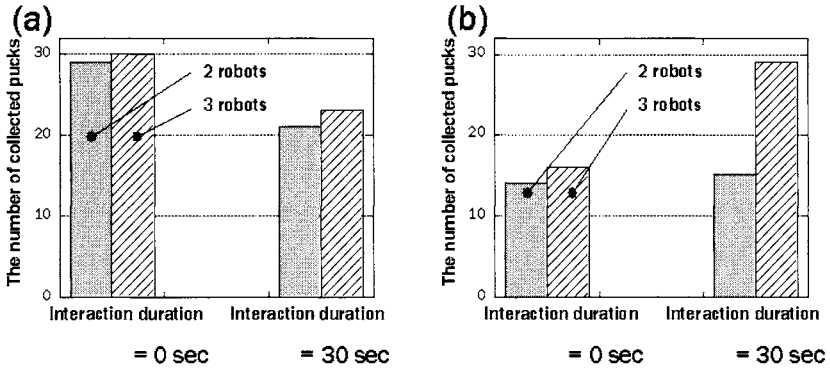 (a)
The number of collected pucks
30
20
10
0
2 robots
3 robots
Interaction duration
= 0 sec
Interaction duration
= 30 sec
(b)
The number of collected pucks
30
20
10
0
2 robots
3 robots
Interaction duration
= 0 sec
Interaction duration
= 30 sec